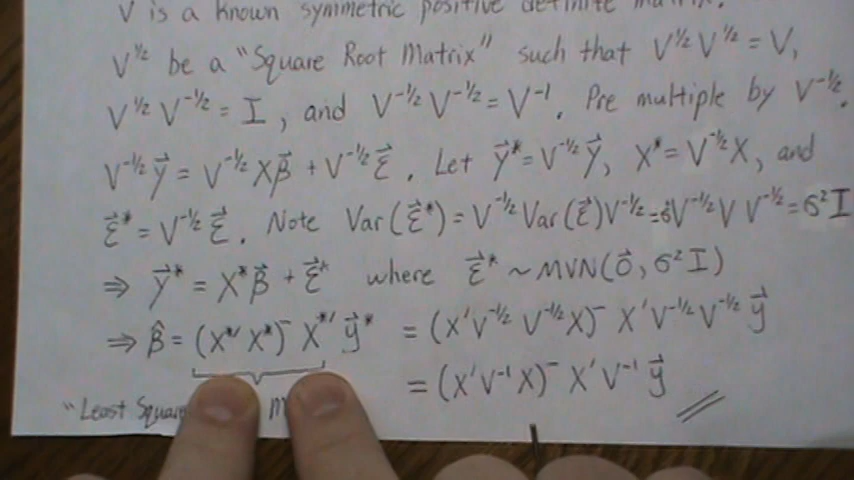 V is a known symmetric positive definite matrix.
V^½ be a "Square Root Matrix" such that V^½ V^½ = V,
V^½ V^-½ = I, and V^-½ V^-½ = V^-1. Pre multiple by V^-½.
V^-½ y⃗ = V^-½ Xβ⃗ + V^-½ ε⃗. Let y⃗* = V^-½ y⃗, X* = V^-½ X, and
ε⃗* = V^-½ ε⃗. Note Var(ε⃗*) = V^-½ Var(ε⃗) V^-½ = σ²V^-½ V V^-½ = σ² I
⇒ y⃗* = X* β⃗ + ε⃗* where ε⃗* ~ MVN(0⃗, σ² I)
⇒ β̂ = (X*' X*)^- X*' y⃗* = (X' V^-½ V^-½ X)^- X' V^-½ V^-½ y⃗
= (X' V^-1 X)^- X' V^-1 y⃗
"Least Square